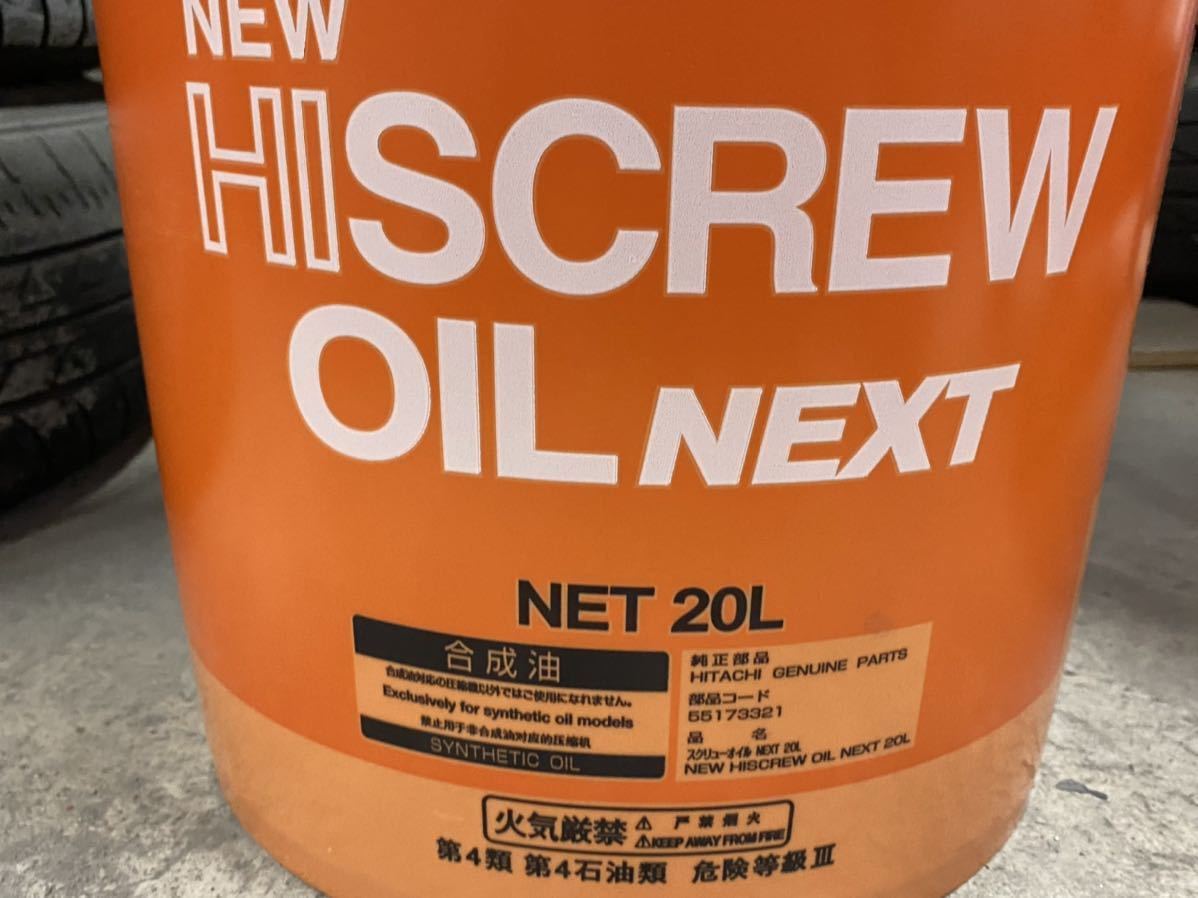 NEW
HISCREW
OIL NEXT
NET 20L
合成油
合成油対応の圧縮機以外ではご使用になれません。
Exclusively for synthetic oil models
禁止用于非合成油对应的压缩机
SYNTHETIC OIL
純正部品
HITACHI GENUINE PARTS
部品コード
55173321
品 名
スクリューオイル NEXT 20L
NEW HISCREW OIL NEXT 20L
火気厳禁 ⚠ 严禁烟火
⚠KEEP AWAY FROM FIRE
第4類 第4石油類 危険等級Ⅲ